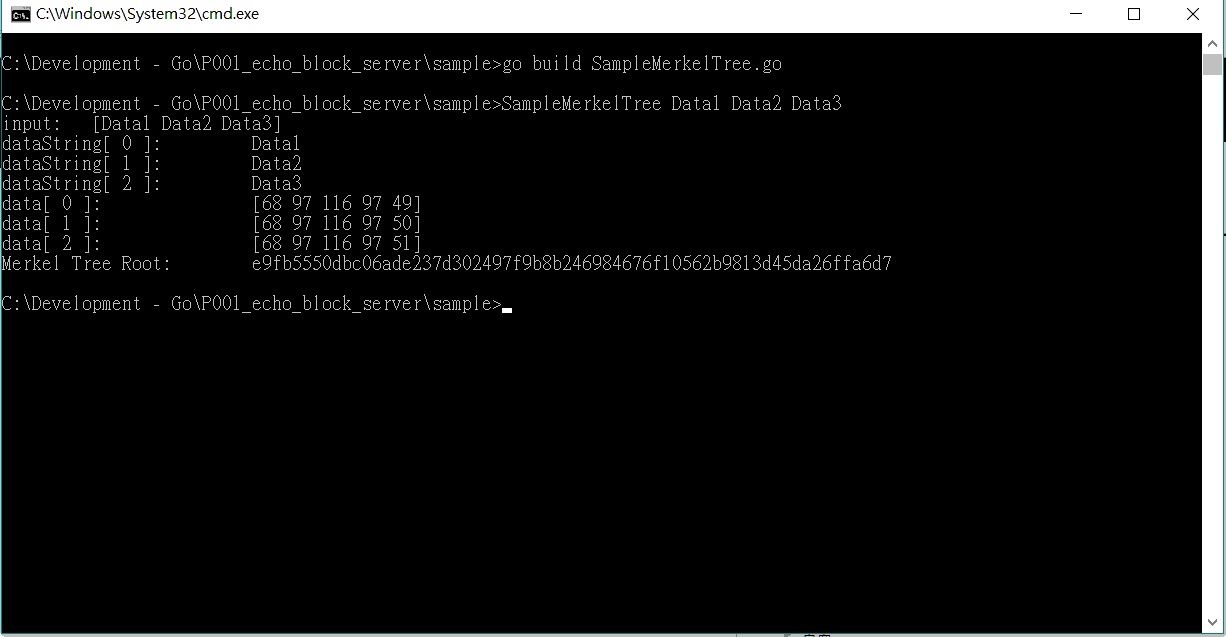 C:\Windows\System32\cmd.exe
C:\Development - Go\P001_echo_block_server\sample>go build SampleMerkelTree.go
C:\Development - Go\P001_echo_block_server\sample>SampleMerkelTree Data1 Data2 Data3
input: [Data1 Data2 Data3]
dataString[ 0 ]: Data1
dataString[ 1 ]: Data2
dataString[ 2 ]: Data3
data[ 0 ]: [68 97 116 97 49]
data[ 1 ]: [68 97 116 97 50]
data[ 2 ]: [68 97 116 97 51]
Merkel Tree Root: e9fb5550dbc06ade237d302497f9b8b246984676f10562b9813d45da26ffa6d7
C:\Development - Go\P001_echo_block_server\sample>